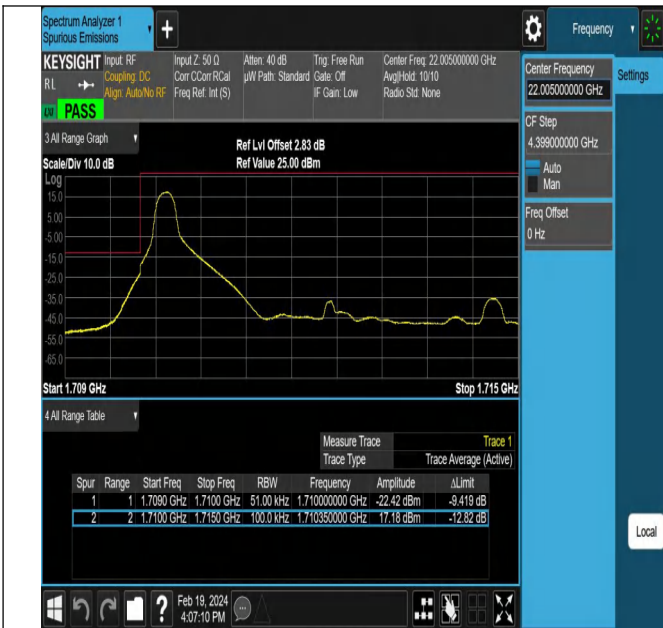 Spectrum Analyzer 1
Spurious Emissions
Frequency
KEYSIGHT
RL
PASS
Input: RF
Coupling: DC
Align: Auto/No RF
Input Z: 50 Ω
Corr CCorr RCal
Freq Ref: Int (S)
Atten: 40 dB
µW Path: Standard
Trig: Free Run
Gate: Off
IF Gain: Low
Center Freq: 22.005000000 GHz
Avg|Hold: 10/10
Radio Std: None
Center Frequency
22.005000000 GHz
Settings
CF Step
4.399000000 GHz
Auto
Man
Freq Offset
0 Hz
3 All Range Graph
Scale/Div 10.0 dB
Ref Lvl Offset 2.83 dB
Ref Value 25.00 dBm
Log
15.0
5.00
-5.00
-15.0
-25.0
-35.0
-45.0
-55.0
-65.0
Start 1.709 GHz
Stop 1.715 GHz
4 All Range Table
Measure Trace Trace 1
Trace Type Trace Average (Active)
Spur Range Start Freq Stop Freq RBW Frequency Amplitude ΔLimit
1 1 1.7090 GHz 1.7100 GHz 51.00 kHz 1.710000000 GHz -22.42 dBm -9.419 dB
2 2 1.7100 GHz 1.7150 GHz 100.0 kHz 1.710350000 GHz 17.18 dBm -12.82 dB
Local
Feb 19, 2024
4:07:10 PM